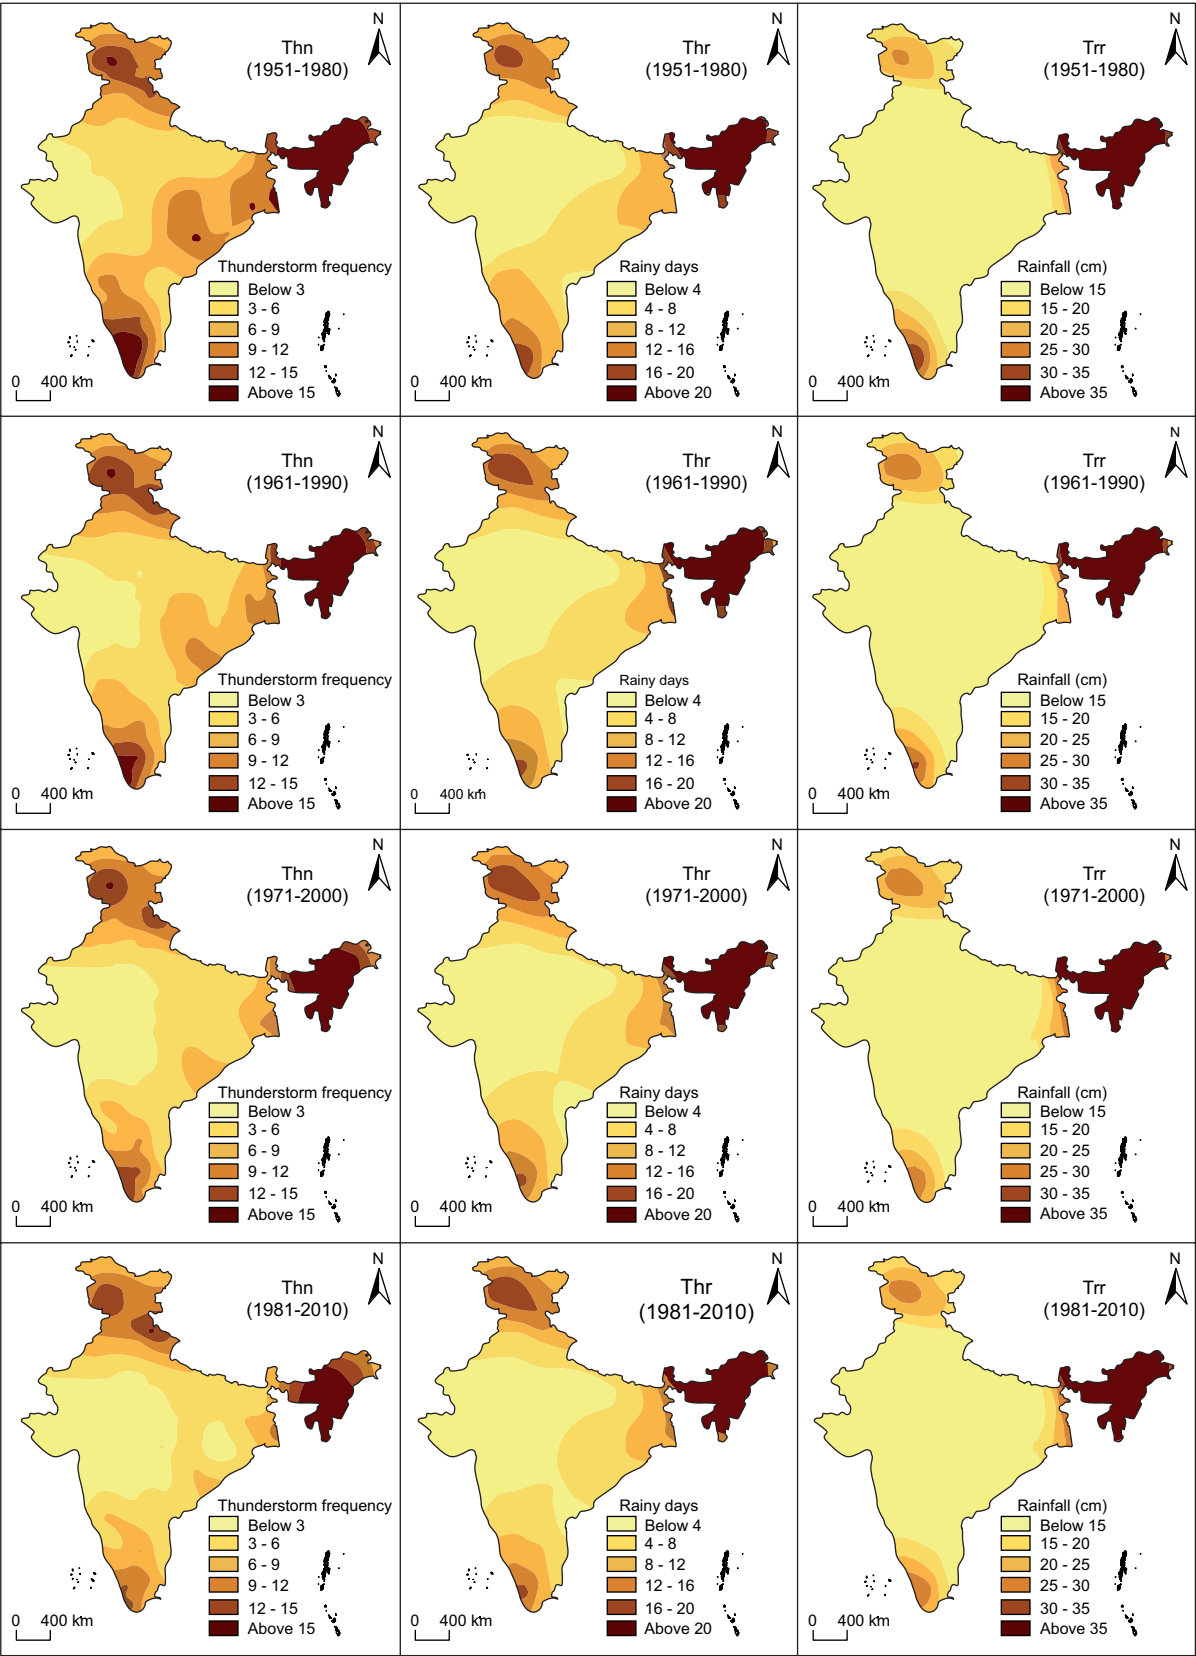 N
Thn
(1951-1980)
Thunderstorm frequency
Below 3
3 - 6
6 - 9
9 - 12
12 - 15
Above 15
0 400 km
N
Thr
(1951-1980)
Rainy days
Below 4
4 - 8
8 - 12
12 - 16
16 - 20
Above 20
0 400 km
N
Trr
(1951-1980)
Rainfall (cm)
Below 15
15 - 20
20 - 25
25 - 30
30 - 35
Above 35
0 400 km
N
Thn
(1961-1990)
Thunderstorm frequency
Below 3
3 - 6
6 - 9
9 - 12
12 - 15
Above 15
0 400 km
N
Thr
(1961-1990)
Rainy days
Below 4
4 - 8
8 - 12
12 - 16
16 - 20
Above 20
0 400 km
N
Trr
(1961-1990)
Rainfall (cm)
Below 15
15 - 20
20 - 25
25 - 30
30 - 35
Above 35
0 400 km
N
Thn
(1971-2000)
Thunderstorm frequency
Below 3
3 - 6
6 - 9
9 - 12
12 - 15
Above 15
0 400 km
N
Thr
(1971-2000)
Rainy days
Below 4
4 - 8
8 - 12
12 - 16
16 - 20
Above 20
0 400 km
N
Trr
(1971-2000)
Rainfall (cm)
Below 15
15 - 20
20 - 25
25 - 30
30 - 35
Above 35
0 400 km
N
Thn
(1981-2010)
Thunderstorm frequency
Below 3
3 - 6
6 - 9
9 - 12
12 - 15
Above 15
0 400 km
N
Thr
(1981-2010)
Rainy days
Below 4
4 - 8
8 - 12
12 - 16
16 - 20
Above 20
0 400 km
N
Trr
(1981-2010)
Rainfall (cm)
Below 15
15 - 20
20 - 25
25 - 30
30 - 35
Above 35
0 400 km